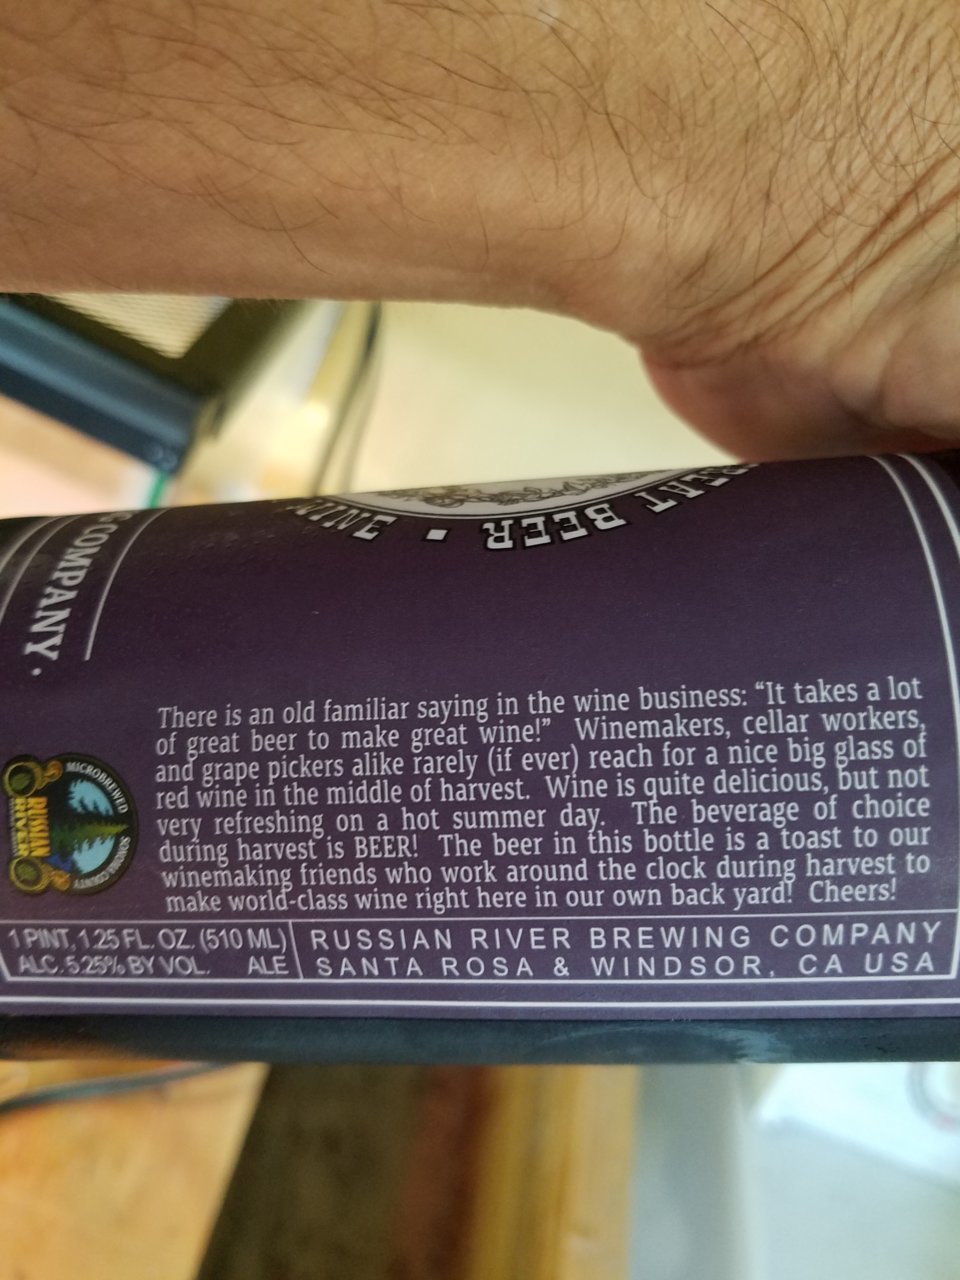 GREAT BEER ▪ WINE
COMPANY ·
There is an old familiar saying in the wine business: “It takes a lot
of great beer to make great wine!” Winemakers, cellar workers,
and grape pickers alike rarely (if ever) reach for a nice big glass of
red wine in the middle of harvest. Wine is quite delicious, but not
very refreshing on a hot summer day. The beverage of choice
during harvest is BEER! The beer in this bottle is a toast to our
winemaking friends who work around the clock during harvest to
make world-class wine right here in our own back yard! Cheers!
MICROBREWED
RUSSIAN
RIVER
SONOMA COUNTY
1 PINT, 1.25 FL. OZ. (510 ML)
ALC. 5.25% BY VOL. ALE
RUSSIAN RIVER BREWING COMPANY
SANTA ROSA & WINDSOR, CA USA